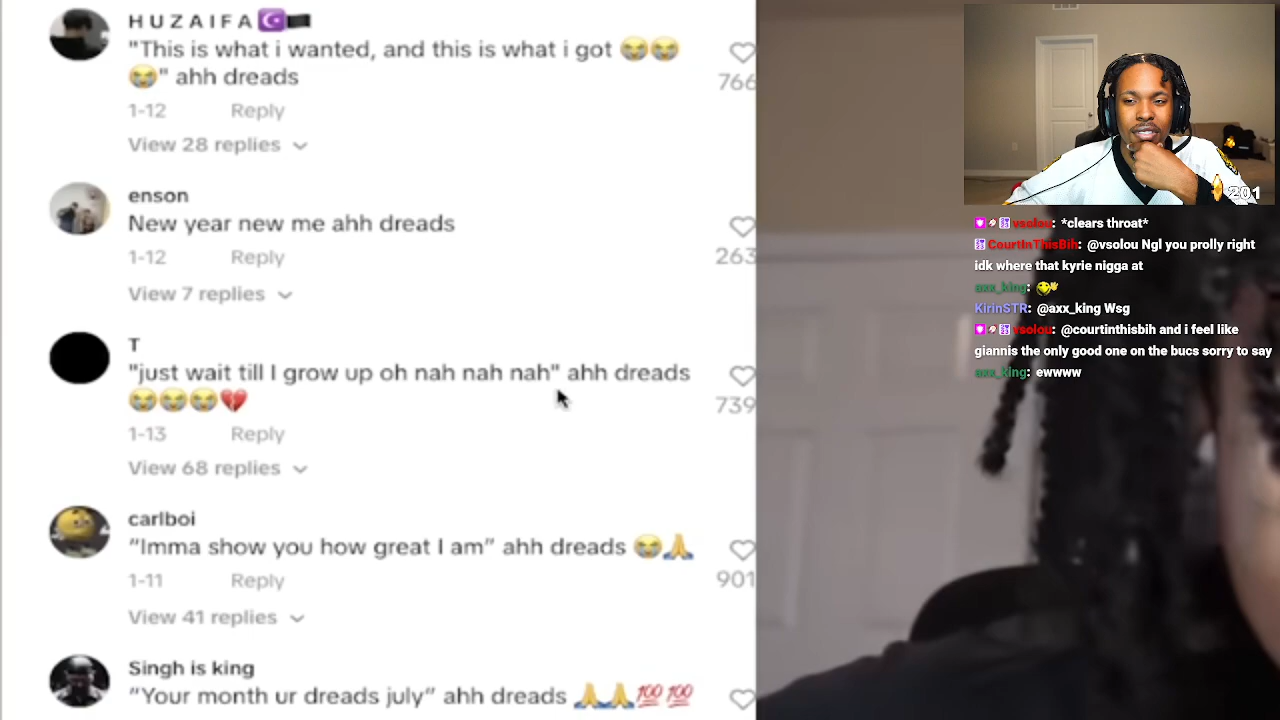 H U Z A I F A ☪️🏴
"This is what i wanted, and this is what i got 😭😭
😭" ahh dreads
766
1-12 Reply
View 28 replies
enson
New year new me ahh dreads
263
1-12 Reply
View 7 replies
T
"just wait till I grow up oh nah nah nah" ahh dreads
😭😭😭💔
739
1-13 Reply
View 68 replies
carlboi
“Imma show you how great I am” ahh dreads 😭🙏
901
1-11 Reply
View 41 replies
Singh is king
“Your month ur dreads july” ahh dreads 🙏🙏💯💯
201
vsolou: *clears throat*
CourtInThisBih: @vsolou Ngl you prolly right
idk where that kyrie nigga at
axx_king:
KirinSTR: @axx_king Wsg
vsolou: @courtinthisbih and i feel like
giannis the only good one on the bucs sorry to say
axx_king: ewwww